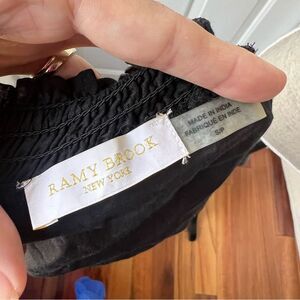 RAMY BROOK
NEW YORK
MADE IN INDIA
FABRIQUÉ EN INDE
S/P